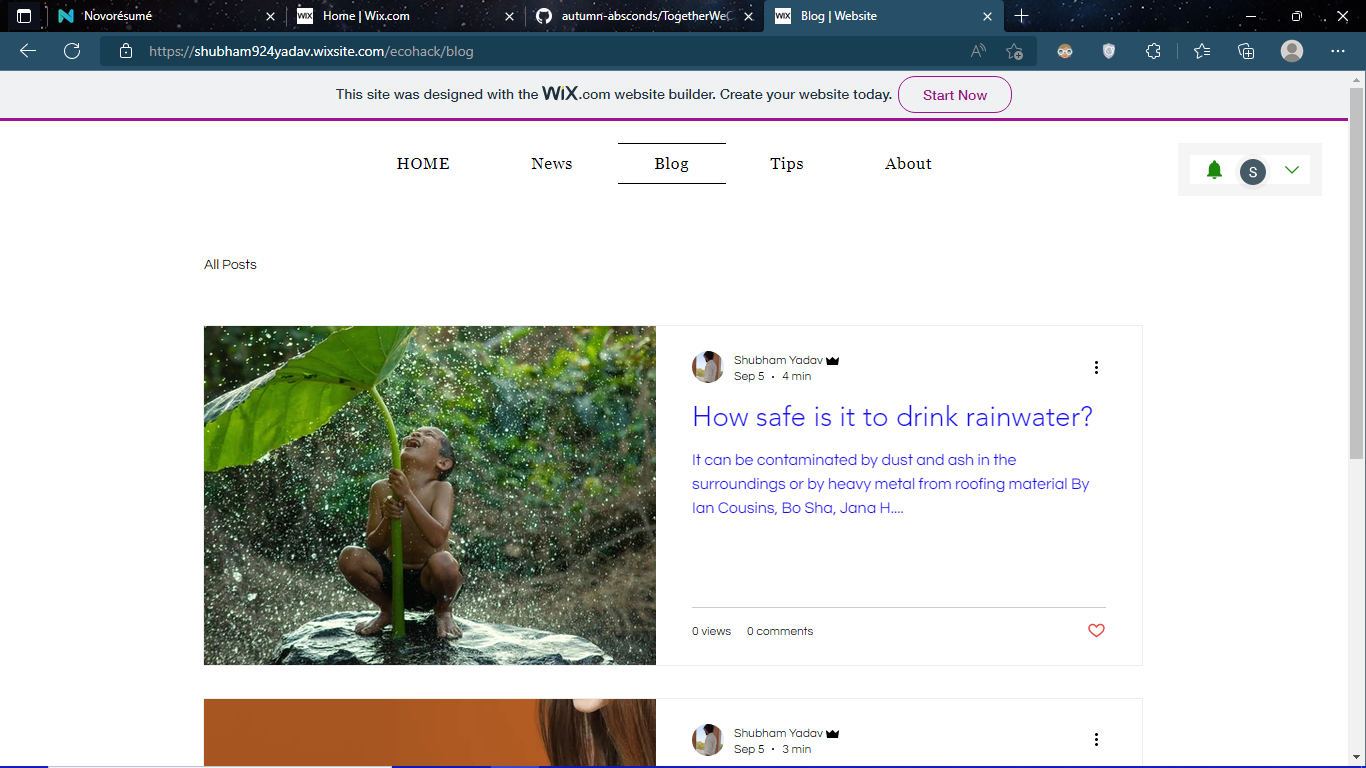 Novorésumé
WiX Home | Wix.com
autumn-absconds/TogetherWeC
WiX Blog | Website
https://shubham924yadav.wixsite.com/ecohack/blog
This site was designed with the WiX.com website builder. Create your website today. Start Now
HOME News Blog Tips About
S
All Posts
Shubham Yadav
Sep 5 · 4 min
How safe is it to drink rainwater?
It can be contaminated by dust and ash in the
surroundings or by heavy metal from roofing material By
Ian Cousins, Bo Sha, Jana H....
0 views 0 comments
Shubham Yadav
Sep 5 · 3 min